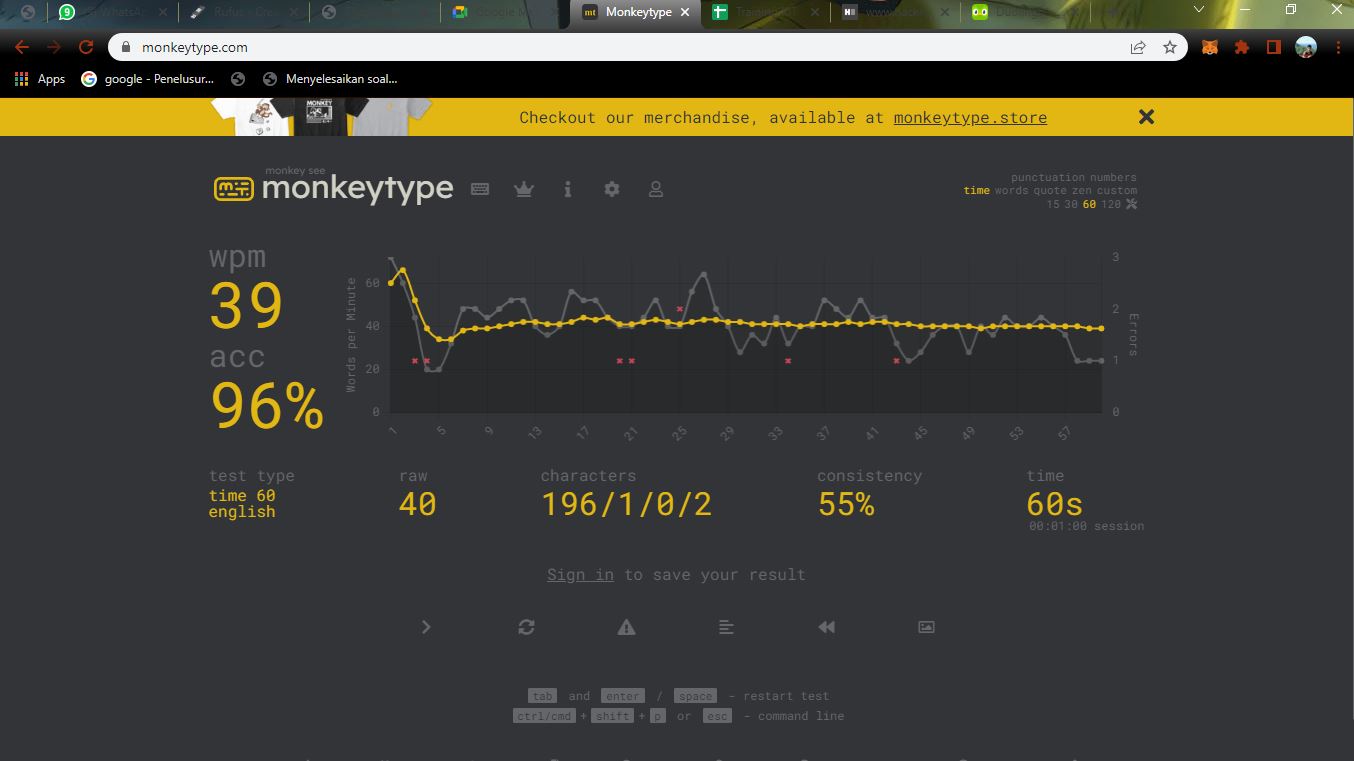 WhatsA
Rufus - Cre
Google M
Monkeytype
Training IOT
www.hack
Duolingo
monkeytype.com
Apps
google - Penelusur...
Menyelesaikan soal...
MONKEY
Checkout our merchandise, available at monkeytype.store
monkey see
monkeytype
punctuation numbers
time words quote zen custom
15 30 60 120
wpm
39
acc
96%
Words per Minute
60
40
20
0
3
2
1
0
Errors
1 5 9 13 17 21 25 29 33 37 41 45 49 53 57
test type
time 60
english
raw
40
characters
196/1/0/2
consistency
55%
time
60s
00:01:00 session
Sign in to save your result
tab and enter / space - restart test
ctrl/cmd + shift + p or esc - command line